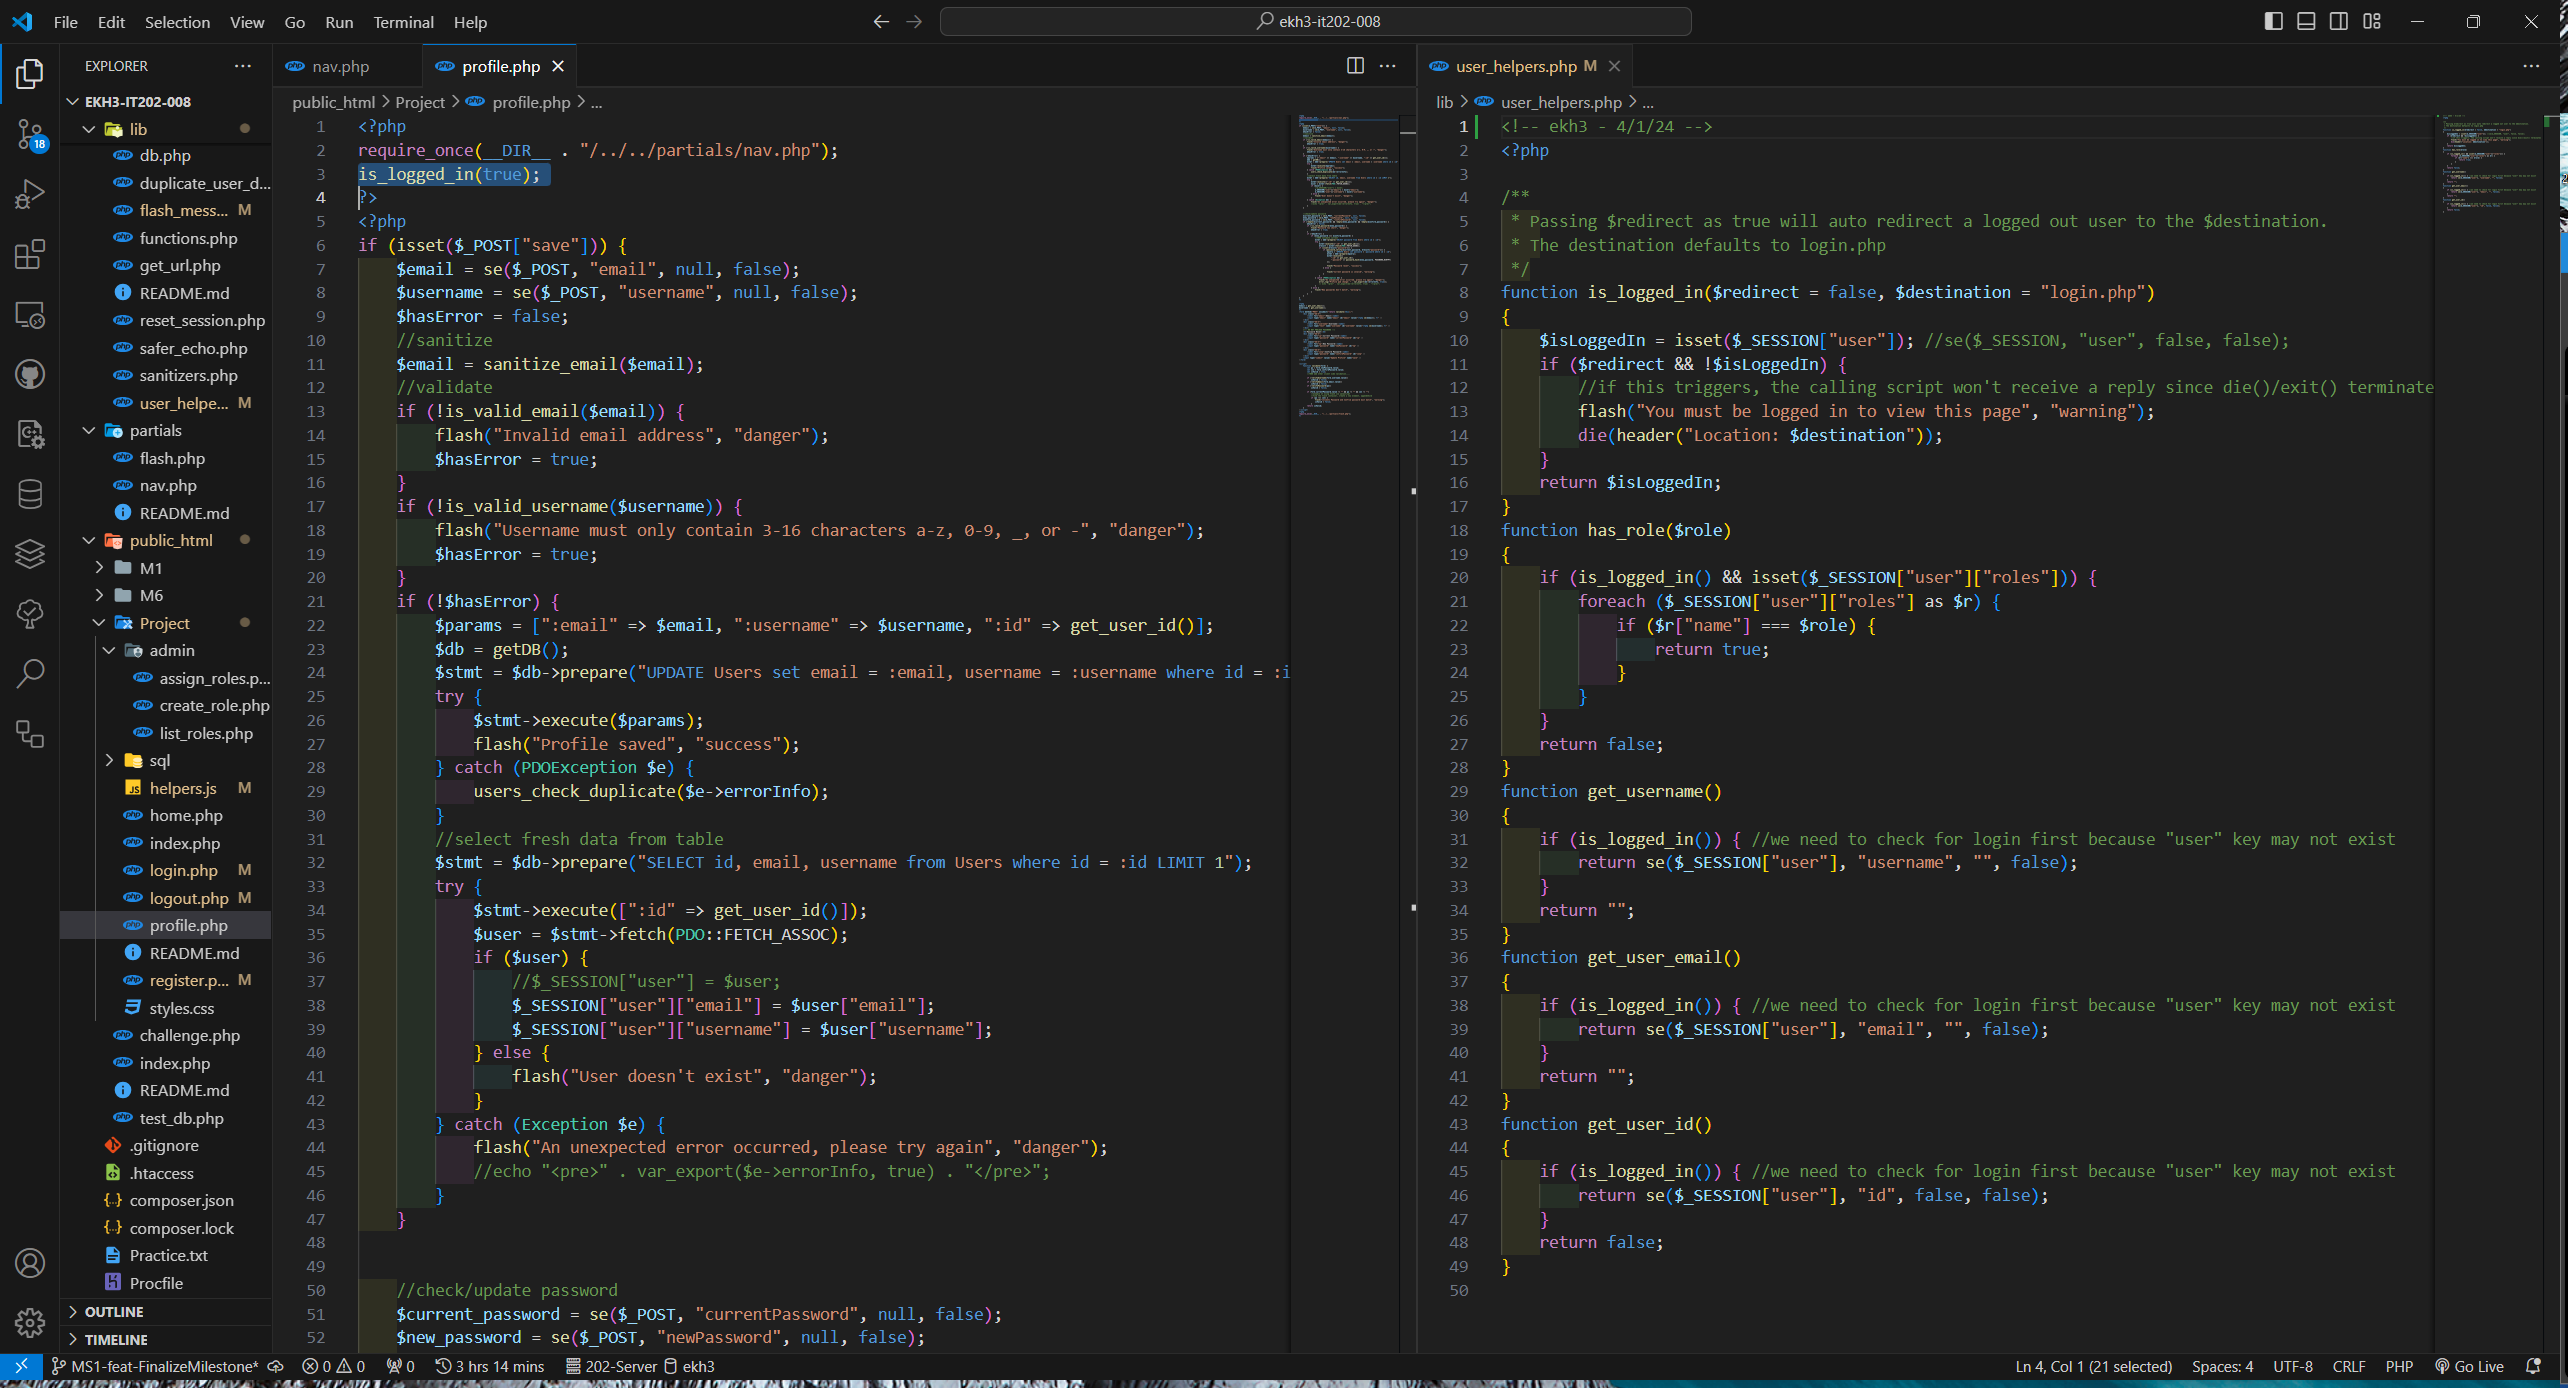 File Edit Selection View Go Run Terminal Help
ekh3-it202-008
EXPLORER
EKH3-IT202-008
lib
db.php
duplicate_user_d...
flash_mess... M
functions.php
get_url.php
README.md
reset_session.php
safer_echo.php
sanitizers.php
user_helpe... M
partials
flash.php
nav.php
README.md
public_html
M1
M6
Project
admin
assign_roles.p...
create_role.php
list_roles.php
sql
helpers.js M
home.php
index.php
login.php M
logout.php M
profile.php
README.md
register.p... M
styles.css
challenge.php
index.php
README.md
test_db.php
.gitignore
.htaccess
composer.json
composer.lock
Practice.txt
Procfile
OUTLINE
TIMELINE
18
nav.php
profile.php
public_html > Project > profile.php > ...
1 <?php
2 require_once(__DIR__ . "/../../partials/nav.php");
3 is_logged_in(true);
4 ?>
5 <?php
6 if (isset($_POST["save"])) {
7 $email = se($_POST, "email", null, false);
8 $username = se($_POST, "username", null, false);
9 $hasError = false;
10 //sanitize
11 $email = sanitize_email($email);
12 //validate
13 if (!is_valid_email($email)) {
14 flash("Invalid email address", "danger");
15 $hasError = true;
16 }
17 if (!is_valid_username($username)) {
18 flash("Username must only contain 3-16 characters a-z, 0-9, _, or -", "danger");
19 $hasError = true;
20 }
21 if (!$hasError) {
22 $params = [":email" => $email, ":username" => $username, ":id" => get_user_id()];
23 $db = getDB();
24 $stmt = $db->prepare("UPDATE Users set email = :email, username = :username where id = :i
25 try {
26 $stmt->execute($params);
27 flash("Profile saved", "success");
28 } catch (PDOException $e) {
29 users_check_duplicate($e->errorInfo);
30 }
31 //select fresh data from table
32 $stmt = $db->prepare("SELECT id, email, username from Users where id = :id LIMIT 1");
33 try {
34 $stmt->execute([":id" => get_user_id()]);
35 $user = $stmt->fetch(PDO::FETCH_ASSOC);
36 if ($user) {
37 //$_SESSION["user"] = $user;
38 $_SESSION["user"]["email"] = $user["email"];
39 $_SESSION["user"]["username"] = $user["username"];
40 } else {
41 flash("User doesn't exist", "danger");
42 }
43 } catch (Exception $e) {
44 flash("An unexpected error occurred, please try again", "danger");
45 //echo "<pre>" . var_export($e->errorInfo, true) . "</pre>";
46 }
47 }
48
49
50 //check/update password
51 $current_password = se($_POST, "currentPassword", null, false);
52 $new_password = se($_POST, "newPassword", null, false);
user_helpers.php M
lib > user_helpers.php > ...
1 <!-- ekh3 - 4/1/24 -->
2 <?php
3
4 /**
5 * Passing $redirect as true will auto redirect a logged out user to the $destination.
6 * The destination defaults to login.php
7 */
8 function is_logged_in($redirect = false, $destination = "login.php")
9 {
10 $isLoggedIn = isset($_SESSION["user"]); //se($_SESSION, "user", false, false);
11 if ($redirect && !$isLoggedIn) {
12 //if this triggers, the calling script won't receive a reply since die()/exit() terminate
13 flash("You must be logged in to view this page", "warning");
14 die(header("Location: $destination"));
15 }
16 return $isLoggedIn;
17 }
18 function has_role($role)
19 {
20 if (is_logged_in() && isset($_SESSION["user"]["roles"])) {
21 foreach ($_SESSION["user"]["roles"] as $r) {
22 if ($r["name"] === $role) {
23 return true;
24 }
25 }
26 }
27 return false;
28 }
29 function get_username()
30 {
31 if (is_logged_in()) { //we need to check for login first because "user" key may not exist
32 return se($_SESSION["user"], "username", "", false);
33 }
34 return "";
35 }
36 function get_user_email()
37 {
38 if (is_logged_in()) { //we need to check for login first because "user" key may not exist
39 return se($_SESSION["user"], "email", "", false);
40 }
41 return "";
42 }
43 function get_user_id()
44 {
45 if (is_logged_in()) { //we need to check for login first because "user" key may not exist
46 return se($_SESSION["user"], "id", false, false);
47 }
48 return false;
49 }
50
MS1-feat-FinalizeMilestone* 0 0 0 3 hrs 14 mins 202-Server ekh3
Ln 4, Col 1 (21 selected) Spaces: 4 UTF-8 CRLF PHP Go Live